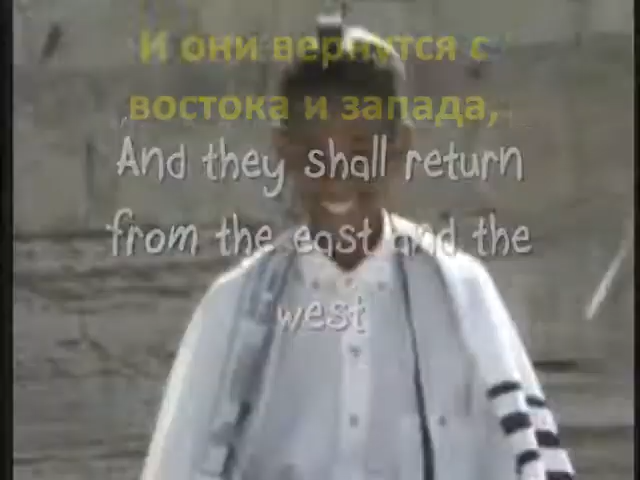 И они вернутся с
востока и запада,
And they shall return
from the east and the
west